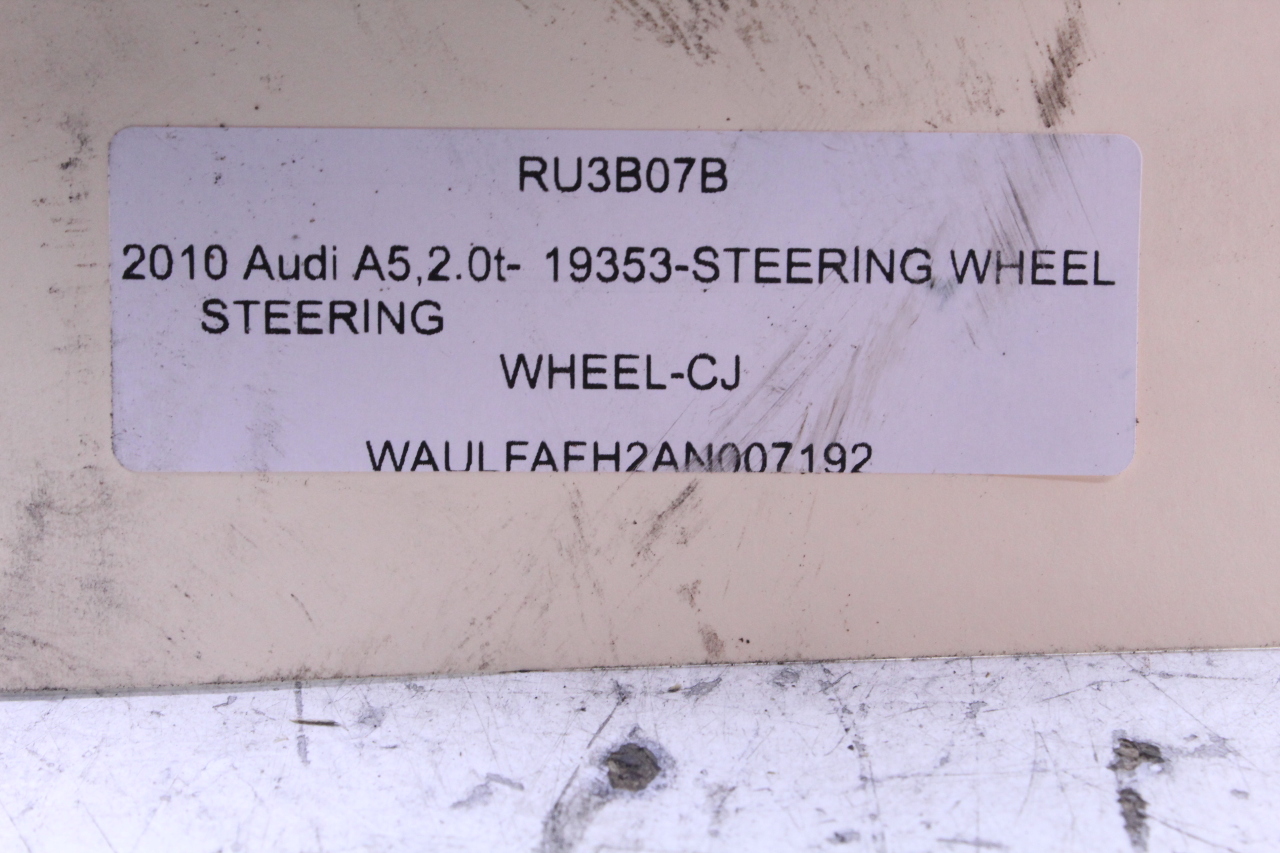 RU3B07B
2010 Audi A5,2.0t- 19353-STEERING WHEEL
STEERING
WHEEL-CJ
WAULFAFH2AN007192